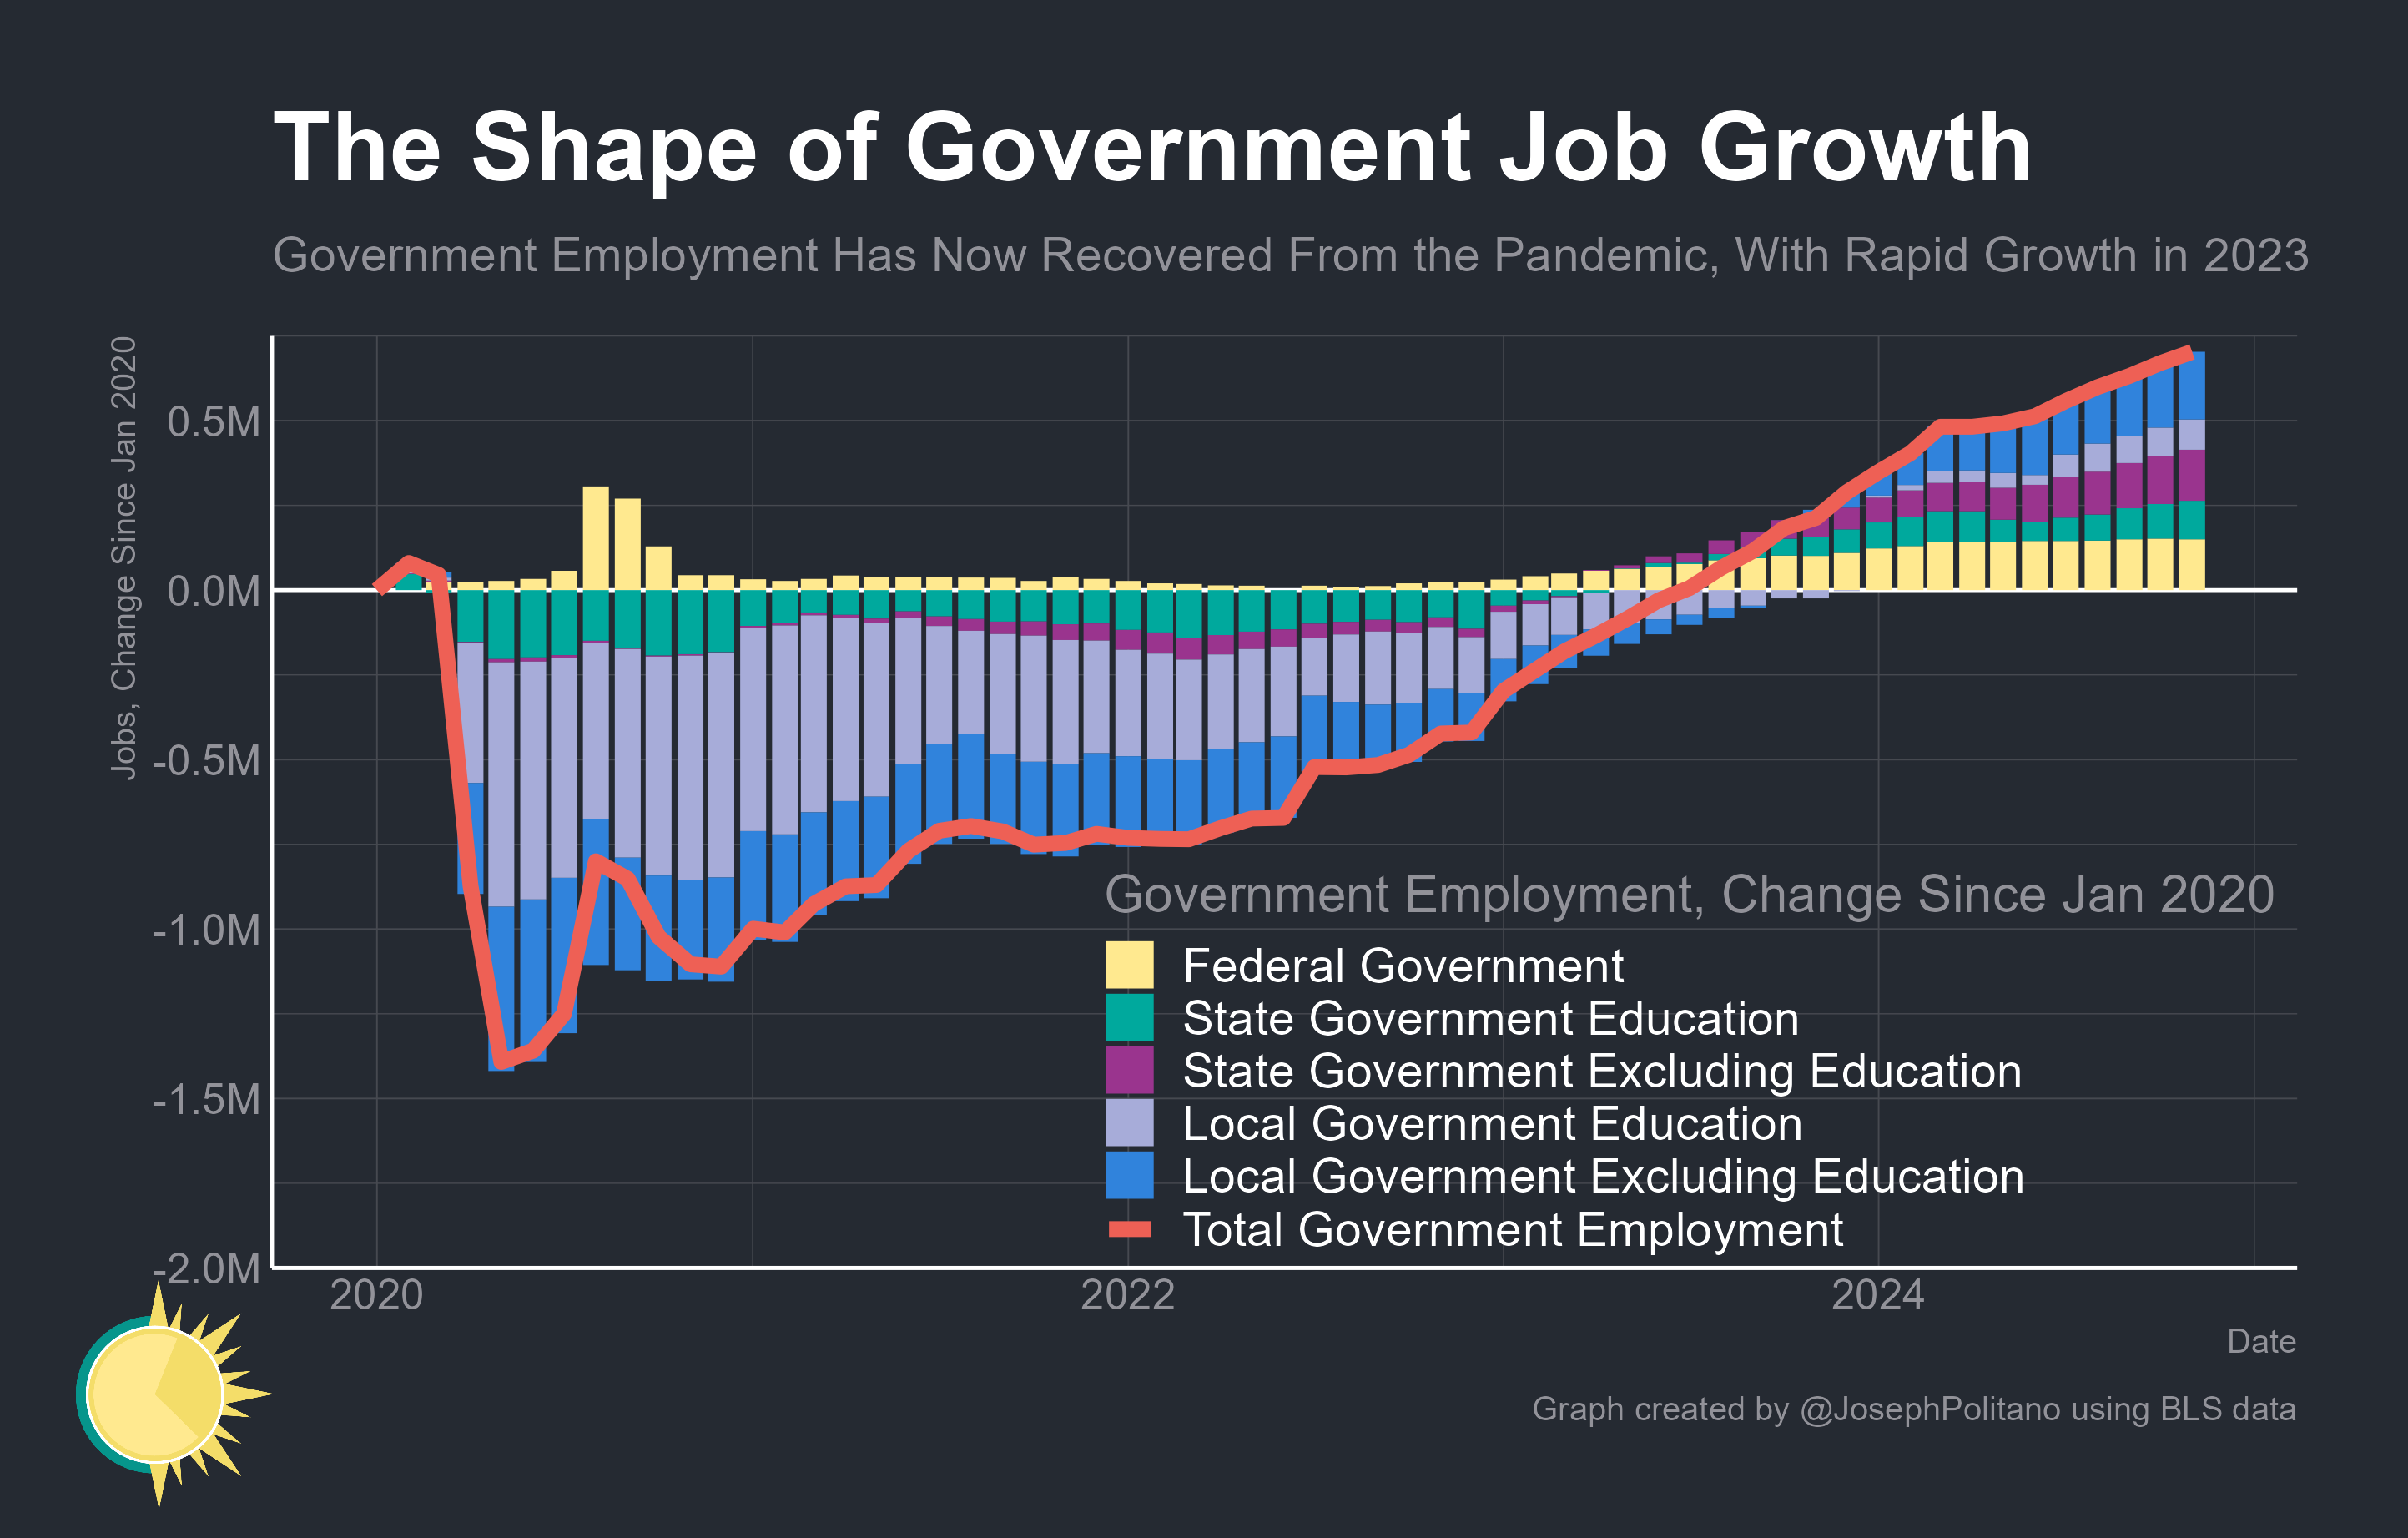 The Shape of Government Job Growth
Government Employment Has Now Recovered From the Pandemic, With Rapid Growth in 2023
Jobs, Change Since Jan 2020
0.5M
0.0M
-0.5M
-1.0M
-1.5M
-2.0M
Government Employment, Change Since Jan 2020
Federal Government
State Government Education
State Government Excluding Education
Local Government Education
Local Government Excluding Education
Total Government Employment
2020
2022
2024
Date
Graph created by @JosephPolitano using BLS data